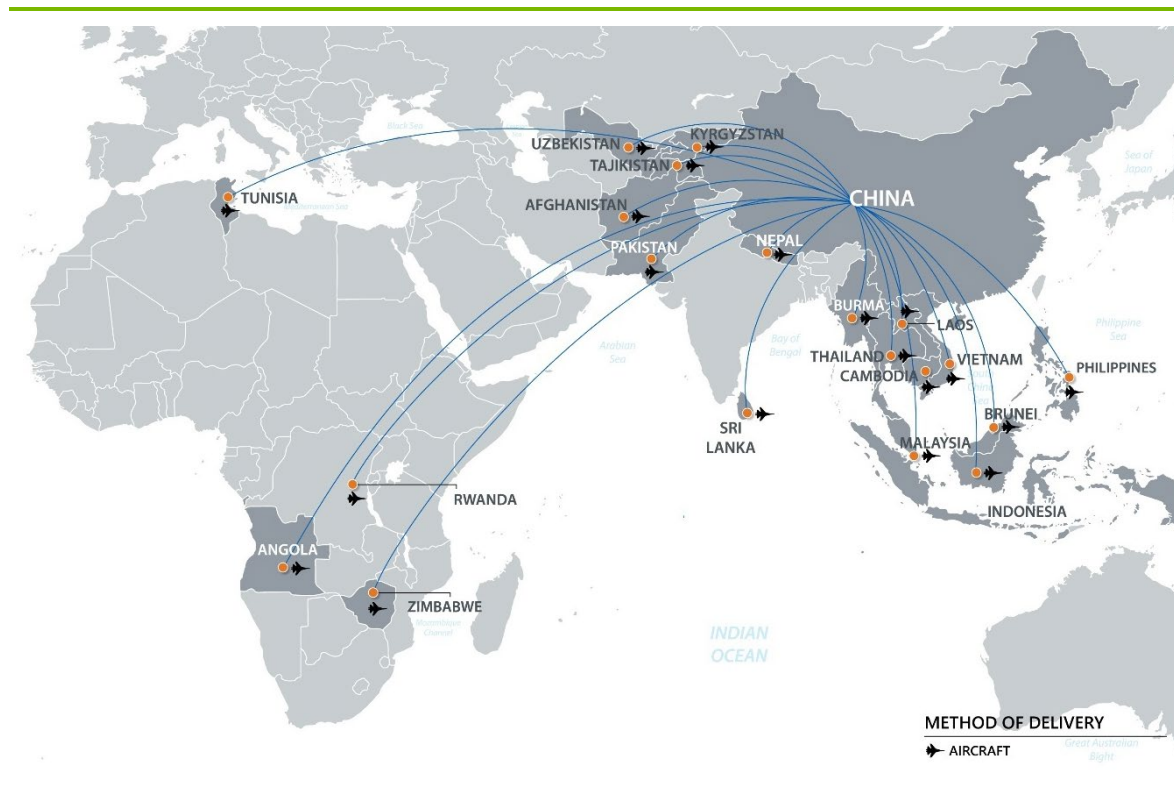 Black Sea
KYRGYZSTAN
UZBEKISTAN
TAJIKISTAN
Sea of
Japan
TUNISIA
CHINA
AFGHANISTAN
PAKISTAN
NEPAL
BURMA
LAOS
Philippine
Sea
Arabian
Sea
Bay of
Bengal
THAILAND
VIETNAM
CAMBODIA
PHILIPPINES
BRUNEI
SRI
LANKA
MALAYSIA
RWANDA
INDONESIA
ANGOLA
ZIMBABWE
Mozambique
Channel
INDIAN
OCEAN
METHOD OF DELIVERY
AIRCRAFT
Great Australian
Bight